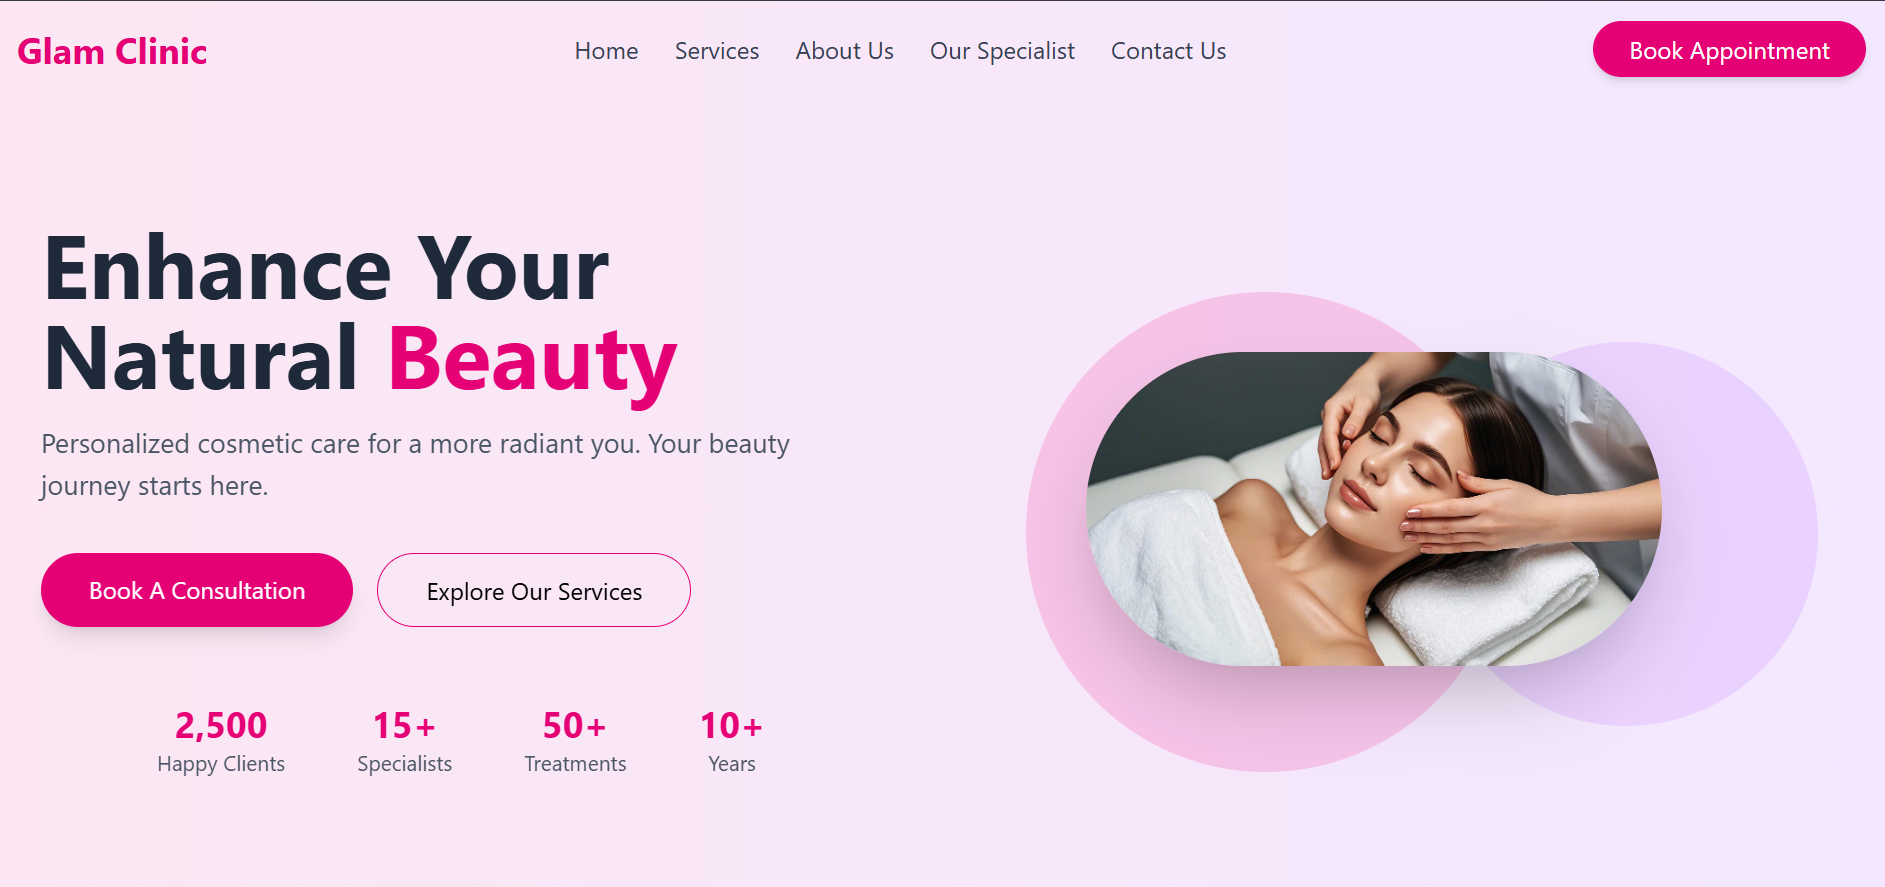 Glam Clinic
Home Services About Us Our Specialist Contact Us
Book Appointment
Enhance Your
Natural Beauty
Personalized cosmetic care for a more radiant you. Your beauty
journey starts here.
Book A Consultation
Explore Our Services
2,500
Happy Clients
15+
Specialists
50+
Treatments
10+
Years